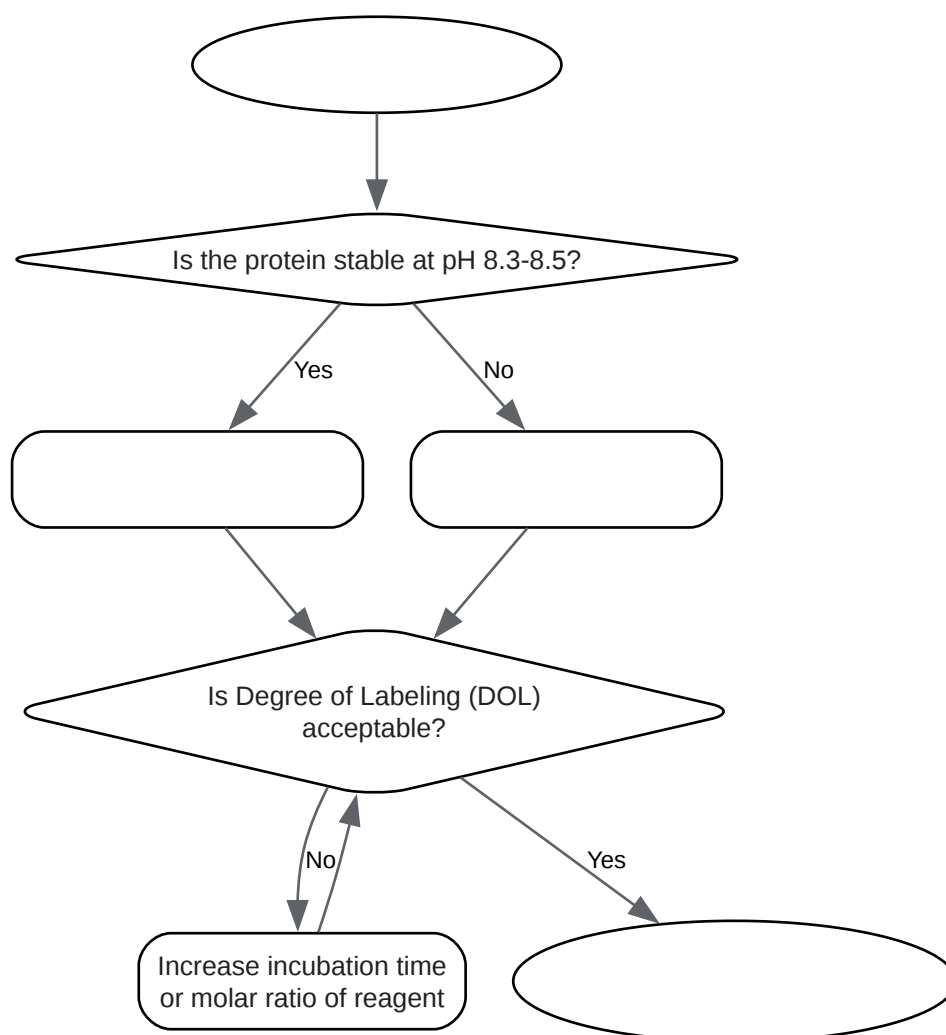 Is the protein stable at pH 8.3-8.5?
Yes
No
Is Degree of Labeling (DOL)
acceptable?
No
Yes
Increase incubation time
or molar ratio of reagent